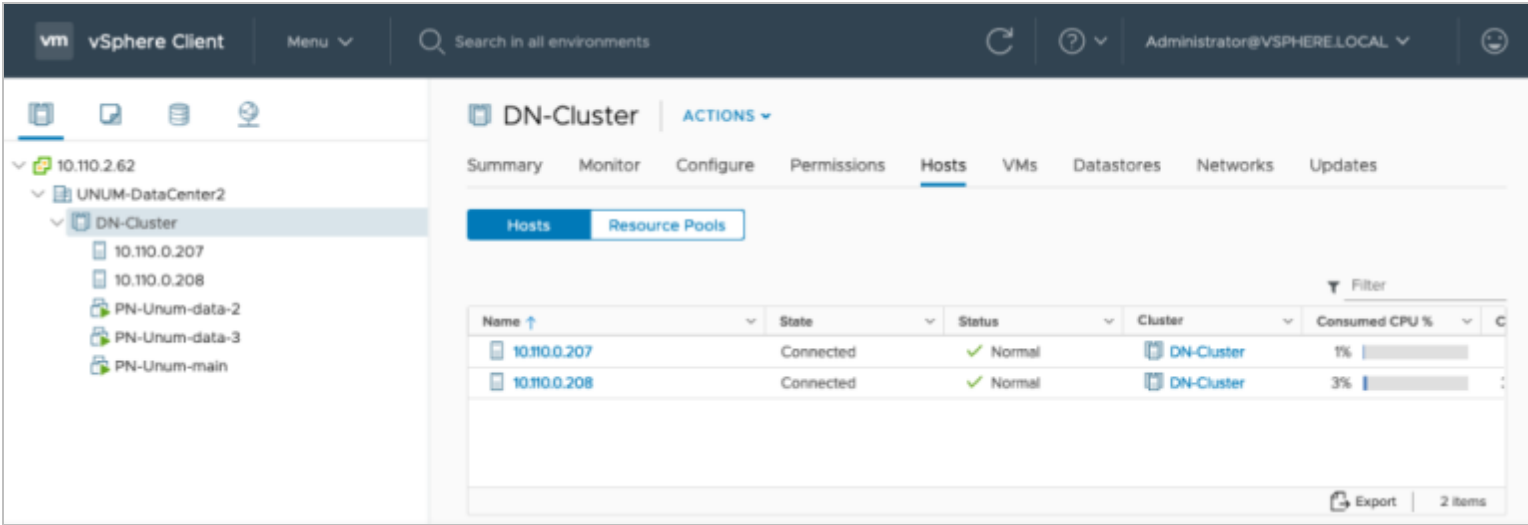 vm vSphere Client Menu Search in all environments Administrator@VSPHERE.LOCAL
DN-Cluster ACTIONS
Summary Monitor Configure Permissions Hosts VMs Datastores Networks Updates
10.110.2.62
UNUM-DataCenter2
DN-Cluster
10.110.0.207
10.110.0.208
PN-Unum-data-2
PN-Unum-data-3
PN-Unum-main
Hosts Resource Pools
Filter
Name State Status Cluster Consumed CPU % C
10.110.0.207 Connected Normal DN-Cluster 1%
10.110.0.208 Connected Normal DN-Cluster 3%
Export 2 items